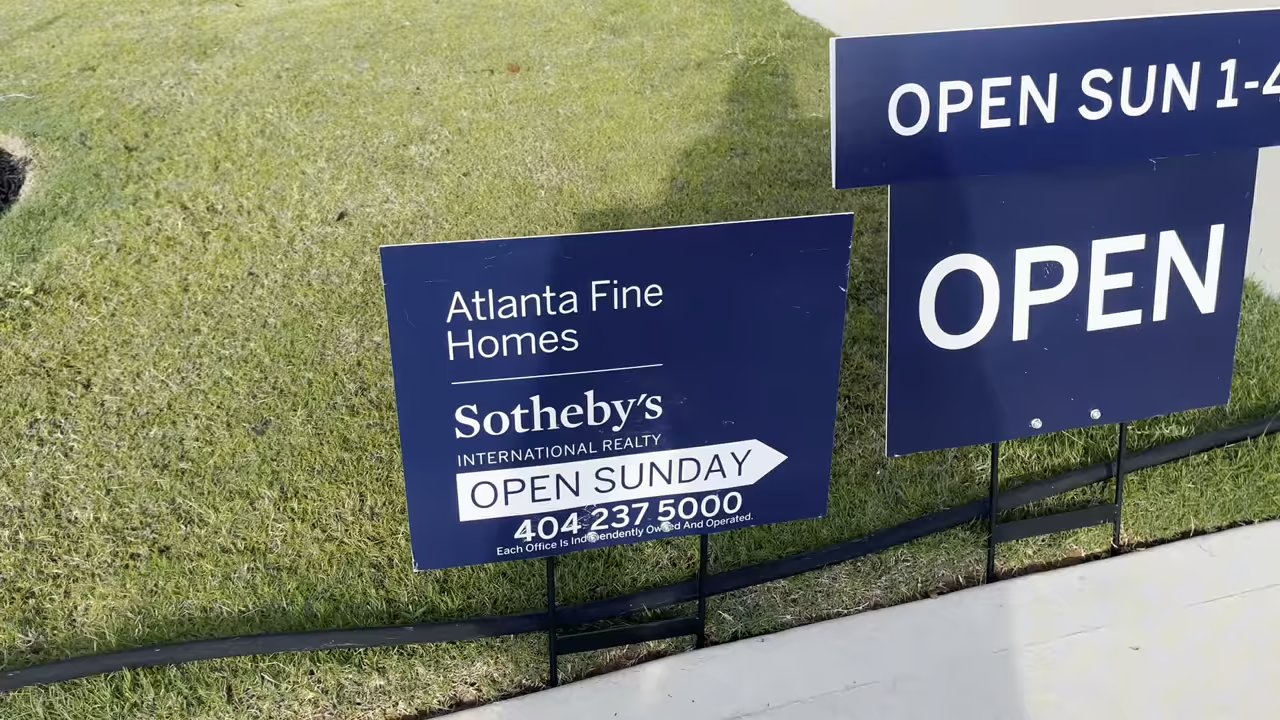 Atlanta Fine
Homes
Sotheby's
INTERNATIONAL REALTY
OPEN SUNDAY
404 237 5000
Each Office Is Independently Owned And Operated.
OPEN SUN 1-4
OPEN